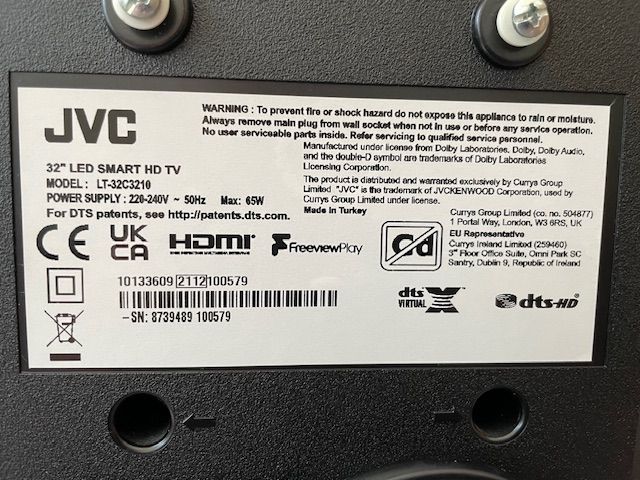 JVC
WARNING : To prevent fire or shock hazard do not expose this appliance to rain or moisture.
Always remove main plug from wall socket when not in use or before any service operation.
No user serviceable parts inside. Refer servicing to qualified service personnel.
32" LED SMART HD TV
MODEL : LT-32C3210
POWER SUPPLY : 220-240V ~ 50Hz Max: 65W
For DTS patents, see http://patents.dts.com.
Manufactured under license from Dolby Laboratories. Dolby, Dolby Audio,
and the double-D symbol are trademarks of Dolby Laboratories
Licensing Corporation.
The product is distributed and warranted exclusively by Currys Group
Limited "JVC" is the trademark of JVCKENWOOD Corporation, used by
Currys Group Limited under license.
Made in Turkey
Currys Group Limited (co. no. 504877)
1 Portal Way, London, W3 6RS, UK
EU Representative
Currys Ireland Limited (259460)
3rd Floor Office Suite, Omni Park SC
Santry, Dublin 9, Republic of Ireland
CE
UK
CA
HDMI
HIGH-DEFINITION MULTIMEDIA INTERFACE
FreeviewPlay
Cd
10133609 2112 100579
-SN: 8739489 100579
dts X
VIRTUAL
dts-HD